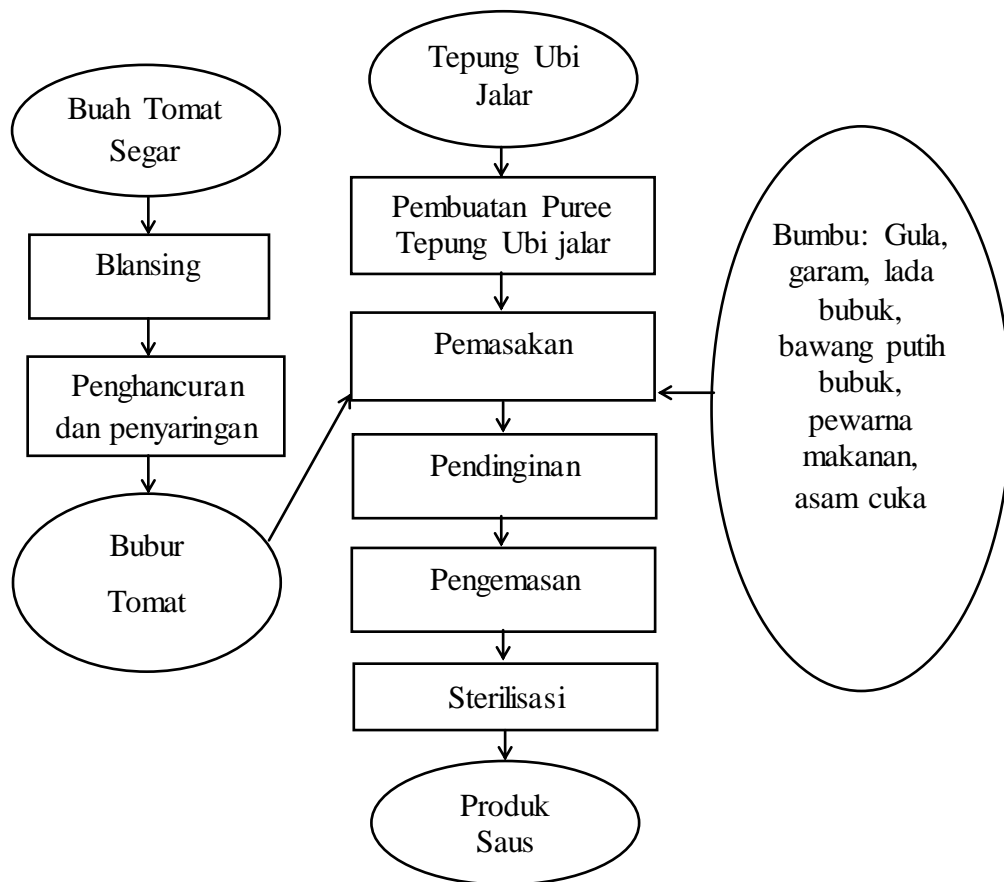 Buah Tomat
Segar
Blansing
Penghancuran
dan penyaringan
Bubur
Tomat
Tepung Ubi
Jalar
Pembuatan Puree
Tepung Ubi jalar
Pemasakan
Pendinginan
Pengemasan
Sterilisasi
Produk
Saus
Bumbu: Gula,
garam, lada
bubuk,
bawang putih
bubuk,
pewarna
makanan,
asam cuka